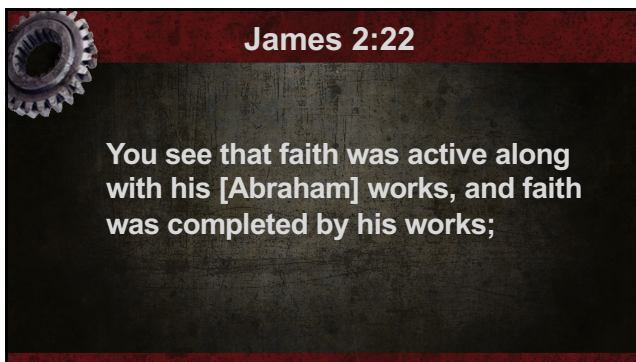 James 2:22
You see that faith was active along
with his [Abraham] works, and faith
was completed by his works;